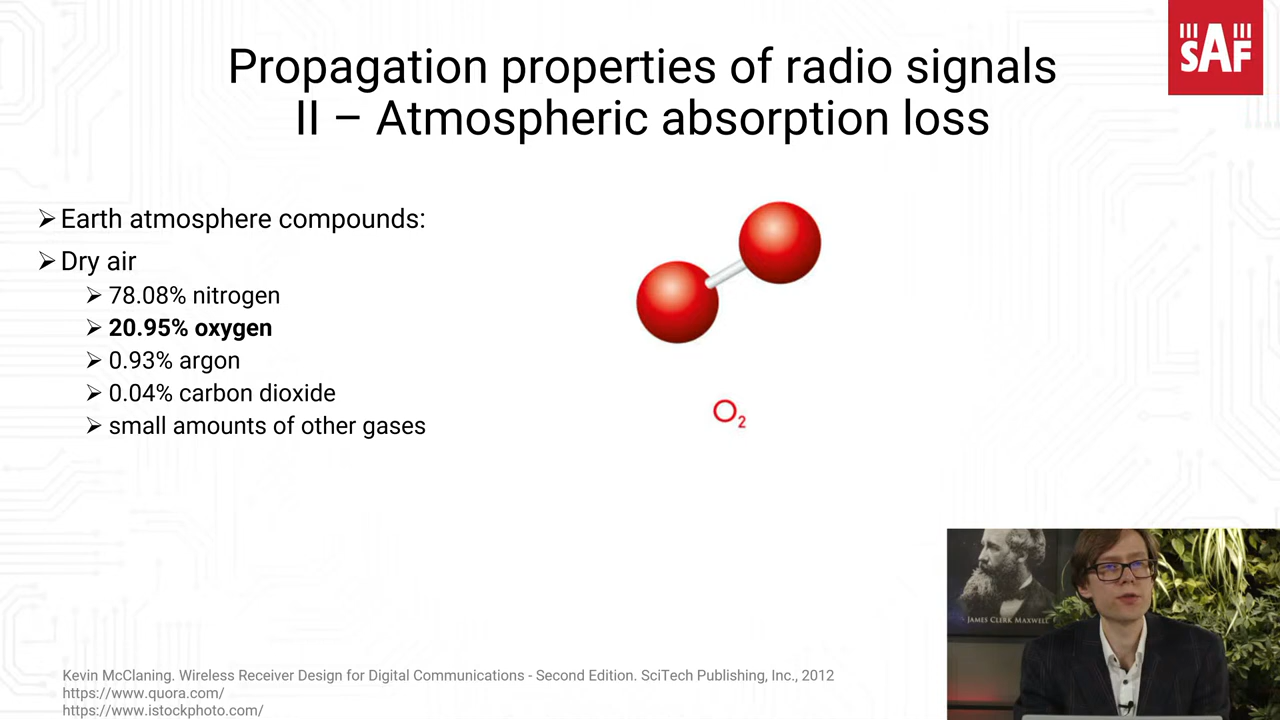 SAF
Propagation properties of radio signals
II – Atmospheric absorption loss
Earth atmosphere compounds:
Dry air
78.08% nitrogen
20.95% oxygen
0.93% argon
0.04% carbon dioxide
small amounts of other gases
O₂
JAMES CLERK MAXWELL
Kevin McClaning. Wireless Receiver Design for Digital Communications - Second Edition. SciTech Publishing, Inc., 2012
https://www.quora.com/
https://www.istockphoto.com/